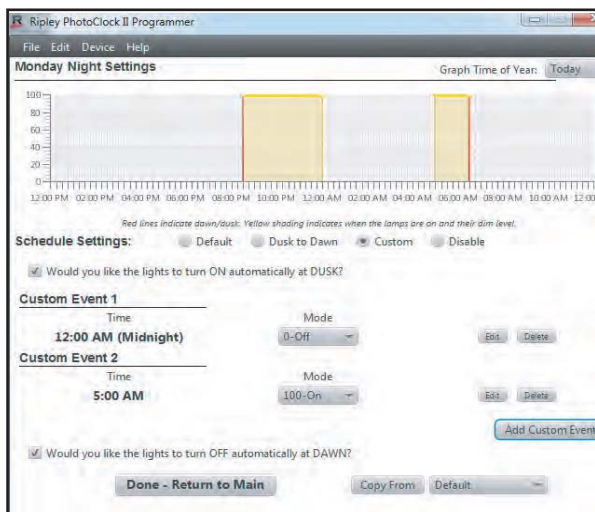 Ripley PhotoClock II Programmer
File Edit Device Help
Monday Night Settings
Graph Time of Year: Today
100
80
60
40
20
0
12:00 PM 02:00 PM 04:00 PM 06:00 PM 08:00 PM 10:00 PM 12:00 AM 02:00 AM 04:00 AM 06:00 AM 08:00 AM 10:00 AM 12:00
Red lines indicate dawn/dusk. Yellow shading indicates when the lamps are on and their dim level.
Schedule Settings: Default Dusk to Dawn Custom Disable
Would you like the lights to turn ON automatically at DUSK?
Custom Event 1
Time Mode
12:00 AM (Midnight) 0-Off Edit Delete
Custom Event 2
Time Mode
5:00 AM 100-On Edit Delete
Add Custom Event
Would you like the lights to turn OFF automatically at DAWN?
Done - Return to Main Copy From Default